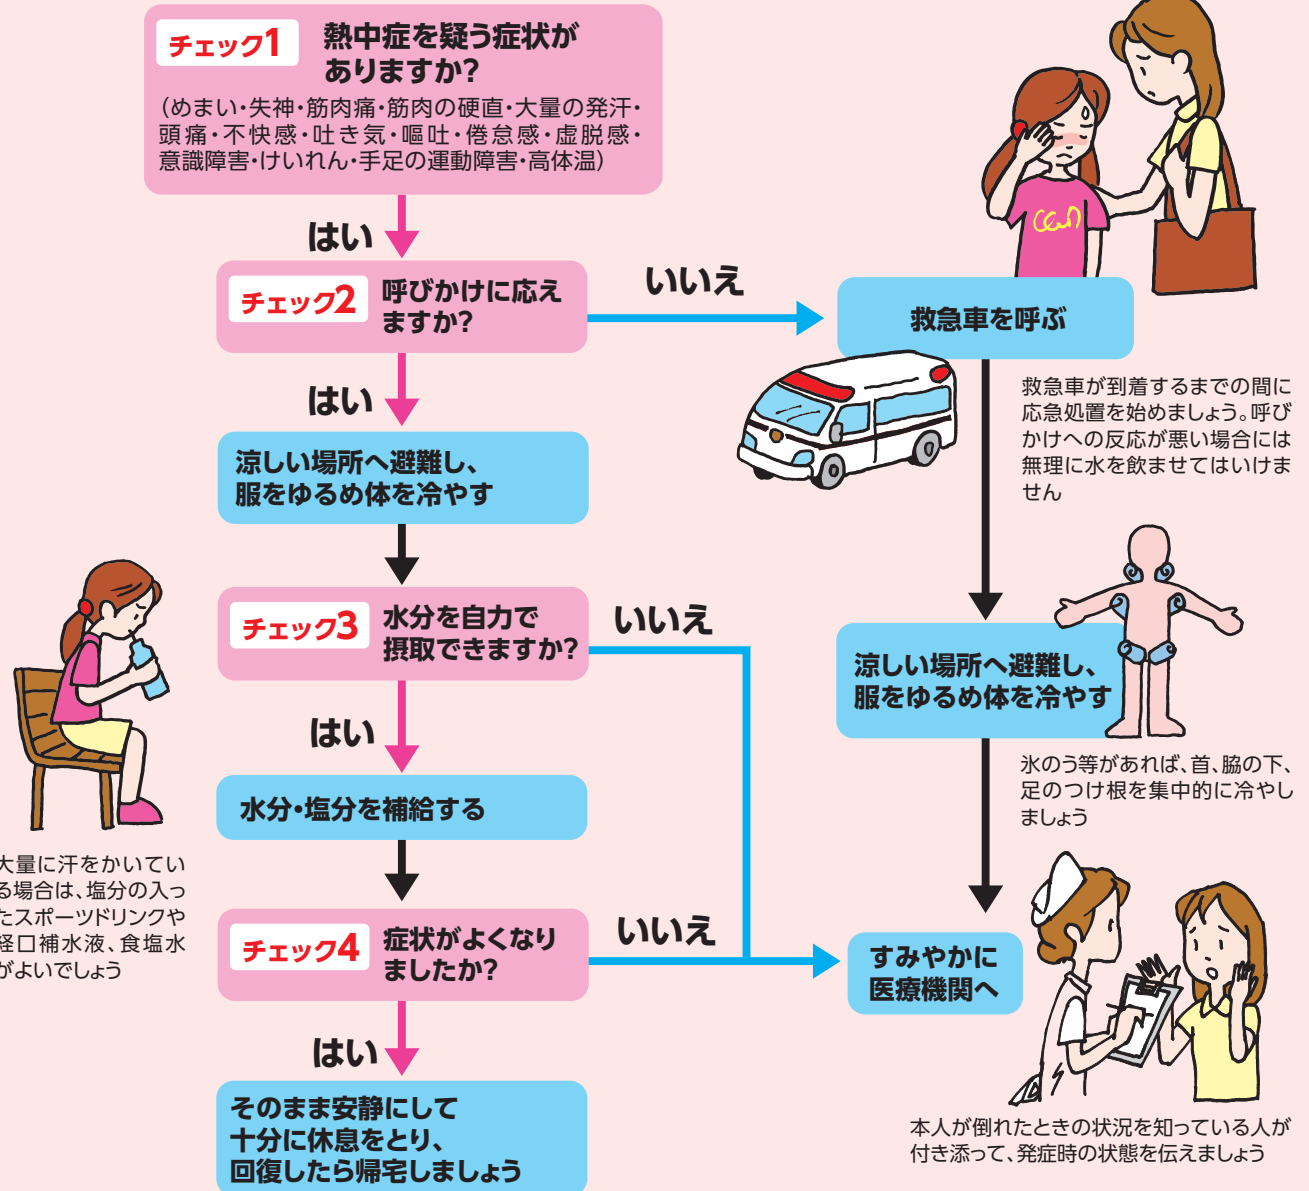 チェック1
熱中症を疑う症状が
ありますか?
(めまい・失神・筋肉痛・筋肉の硬直・大量の発汗・
頭痛・不快感・吐き気・嘔吐・倦怠感・虚脱感・
意識障害・けいれん・手足の運動障害・高体温)
はい
チェック2
呼びかけに応え
ますか?
いいえ
救急車を呼ぶ
救急車が到着するまでの間に
応急処置を始めましょう。呼び
かけへの反応が悪い場合には
無理に水を飲ませてはいけま
せん
はい
涼しい場所へ避難し、
服をゆるめ体を冷やす
チェック3
水分を自力で
摂取できますか?
いいえ
涼しい場所へ避難し、
服をゆるめ体を冷やす
氷のう等があれば、首、脇の下、
足のつけ根を集中的に冷やし
ましょう
はい
水分・塩分を補給する
大量に汗をかいてい
る場合は、塩分の入っ
たスポーツドリンクや
経口補水液、食塩水
がよいでしょう
チェック4
症状がよくなり
ましたか?
いいえ
すみやかに
医療機関へ
本人が倒れたときの状況を知っている人が
付き添って、発症時の状態を伝えましょう
はい
そのまま安静にして
十分に休息をとり、
回復したら帰宅しましょう